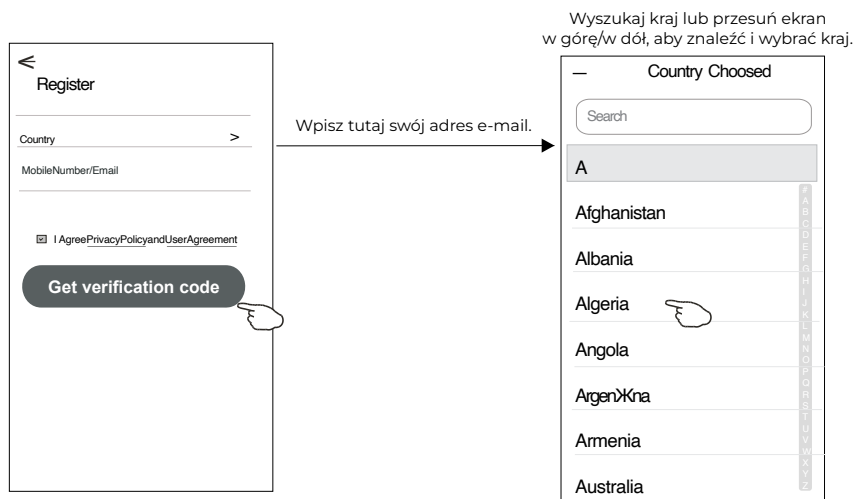 Wyszukaj kraj lub przesuń ekran
w górę/w dół, aby znaleźć i wybrać kraj.
<
Register
Country >
MobileNumber/Email
I AgreePrivacyPolicyandUserAgreement
Get verification code
Wpisz tutaj swój adres e-mail.
— Country Choosed
Search
A
Afghanistan
Albania
Algeria
Angola
ArgenЖna
Armenia
Australia
#
A
B
C
D
E
F
G
H
I
J
K
L
M
N
O
P
Q
R
S
T
U
V
W
X
Y
Z